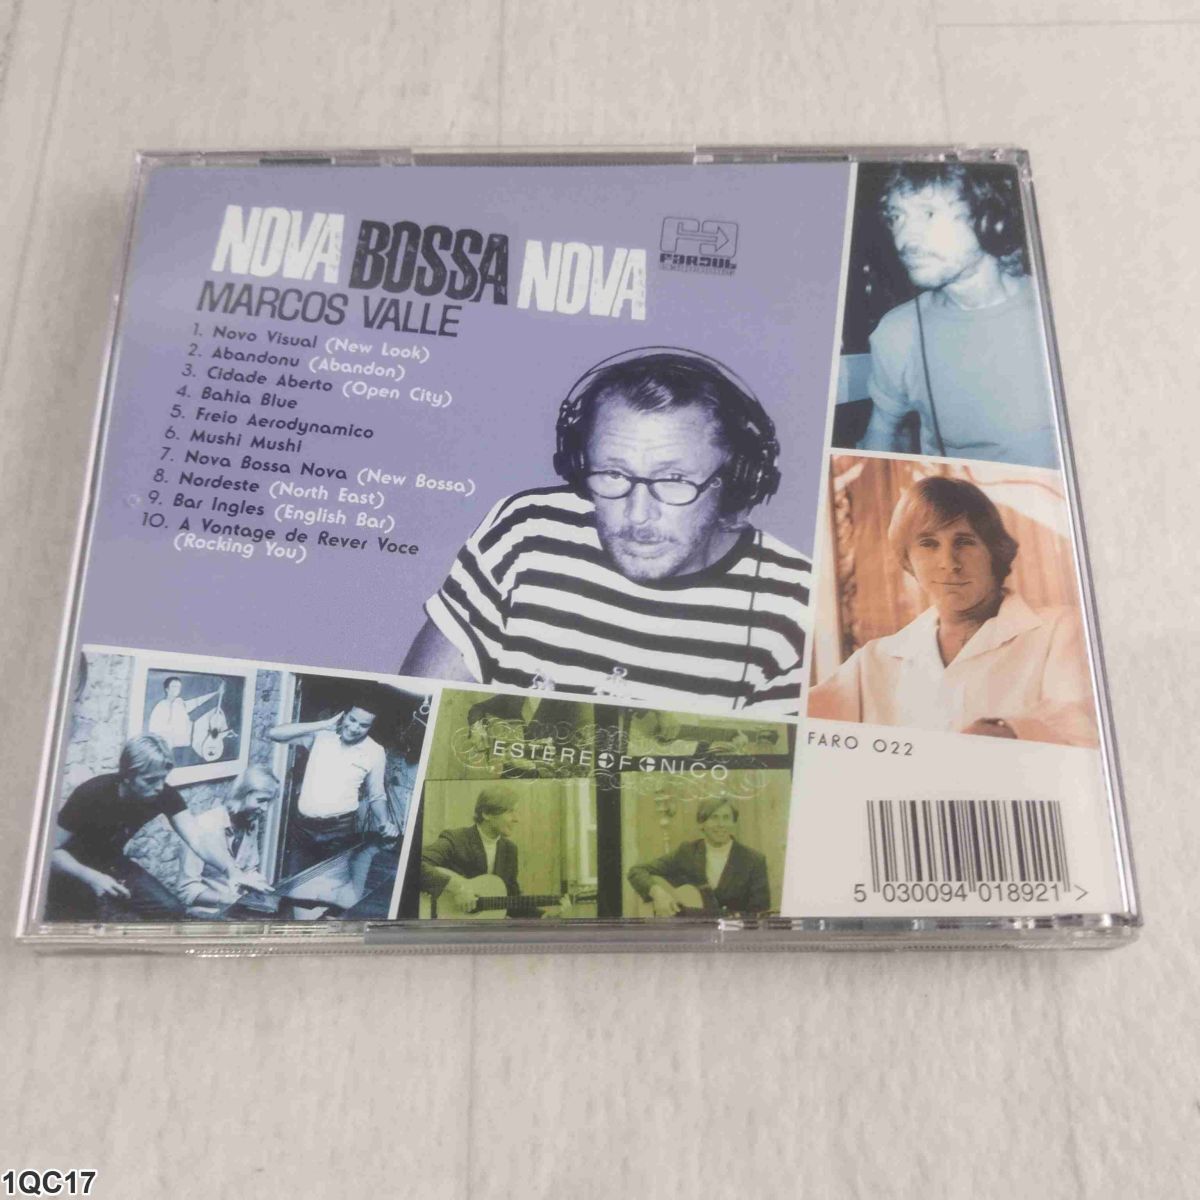 NOVA BOSSA NOVA
MARCOS VALLE
FAROUT
1. Novo Visual (New Look)
2. Abandonu (Abandon)
3. Cidade Aberto (Open City)
4. Bahia Blue
5. Freio Aerodynamico
6. Mushi Mushi
7. Nova Bossa Nova (New Bossa)
8. Nordeste (North East)
9. Bar Ingles (English Bar)
10. A Vontage de Rever Voce
(Rocking You)
ESTEREOFONICO
FARO 022
5 030094 018921 >
1QC17